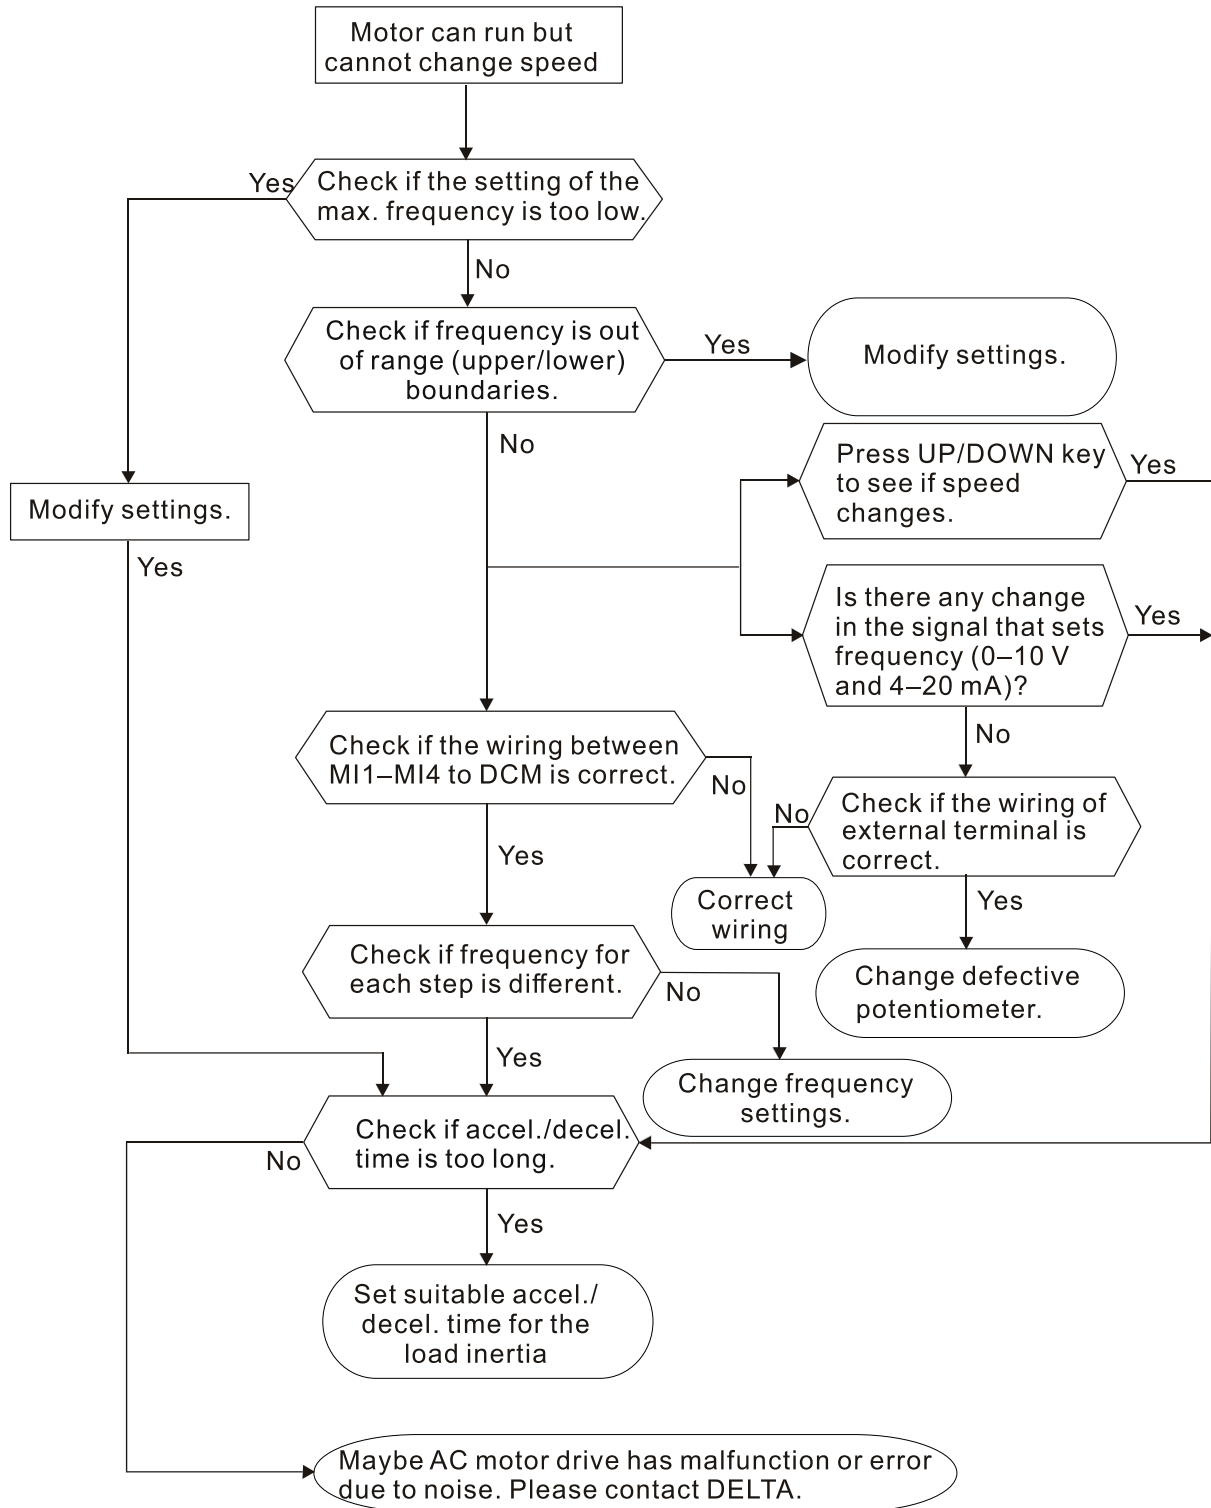 Motor can run but
cannot change speed
Yes
Check if the setting of the
max. frequency is too low.
No
Check if frequency is out
of range (upper/lower)
boundaries.
Yes
Modify settings.
No
Press UP/DOWN key
to see if speed
changes.
Yes
Modify settings.
Yes
Is there any change
in the signal that sets
frequency (0–10 V
and 4–20 mA)?
Yes
No
Check if the wiring between
MI1–MI4 to DCM is correct.
No
Check if the wiring of
external terminal is
correct.
No
Yes
Correct
wiring
Yes
Change defective
potentiometer.
Check if frequency for
each step is different.
No
Yes
Change frequency
settings.
Check if accel./decel.
time is too long.
No
Yes
Set suitable accel./
decel. time for the
load inertia
Maybe AC motor drive has malfunction or error
due to noise. Please contact DELTA.